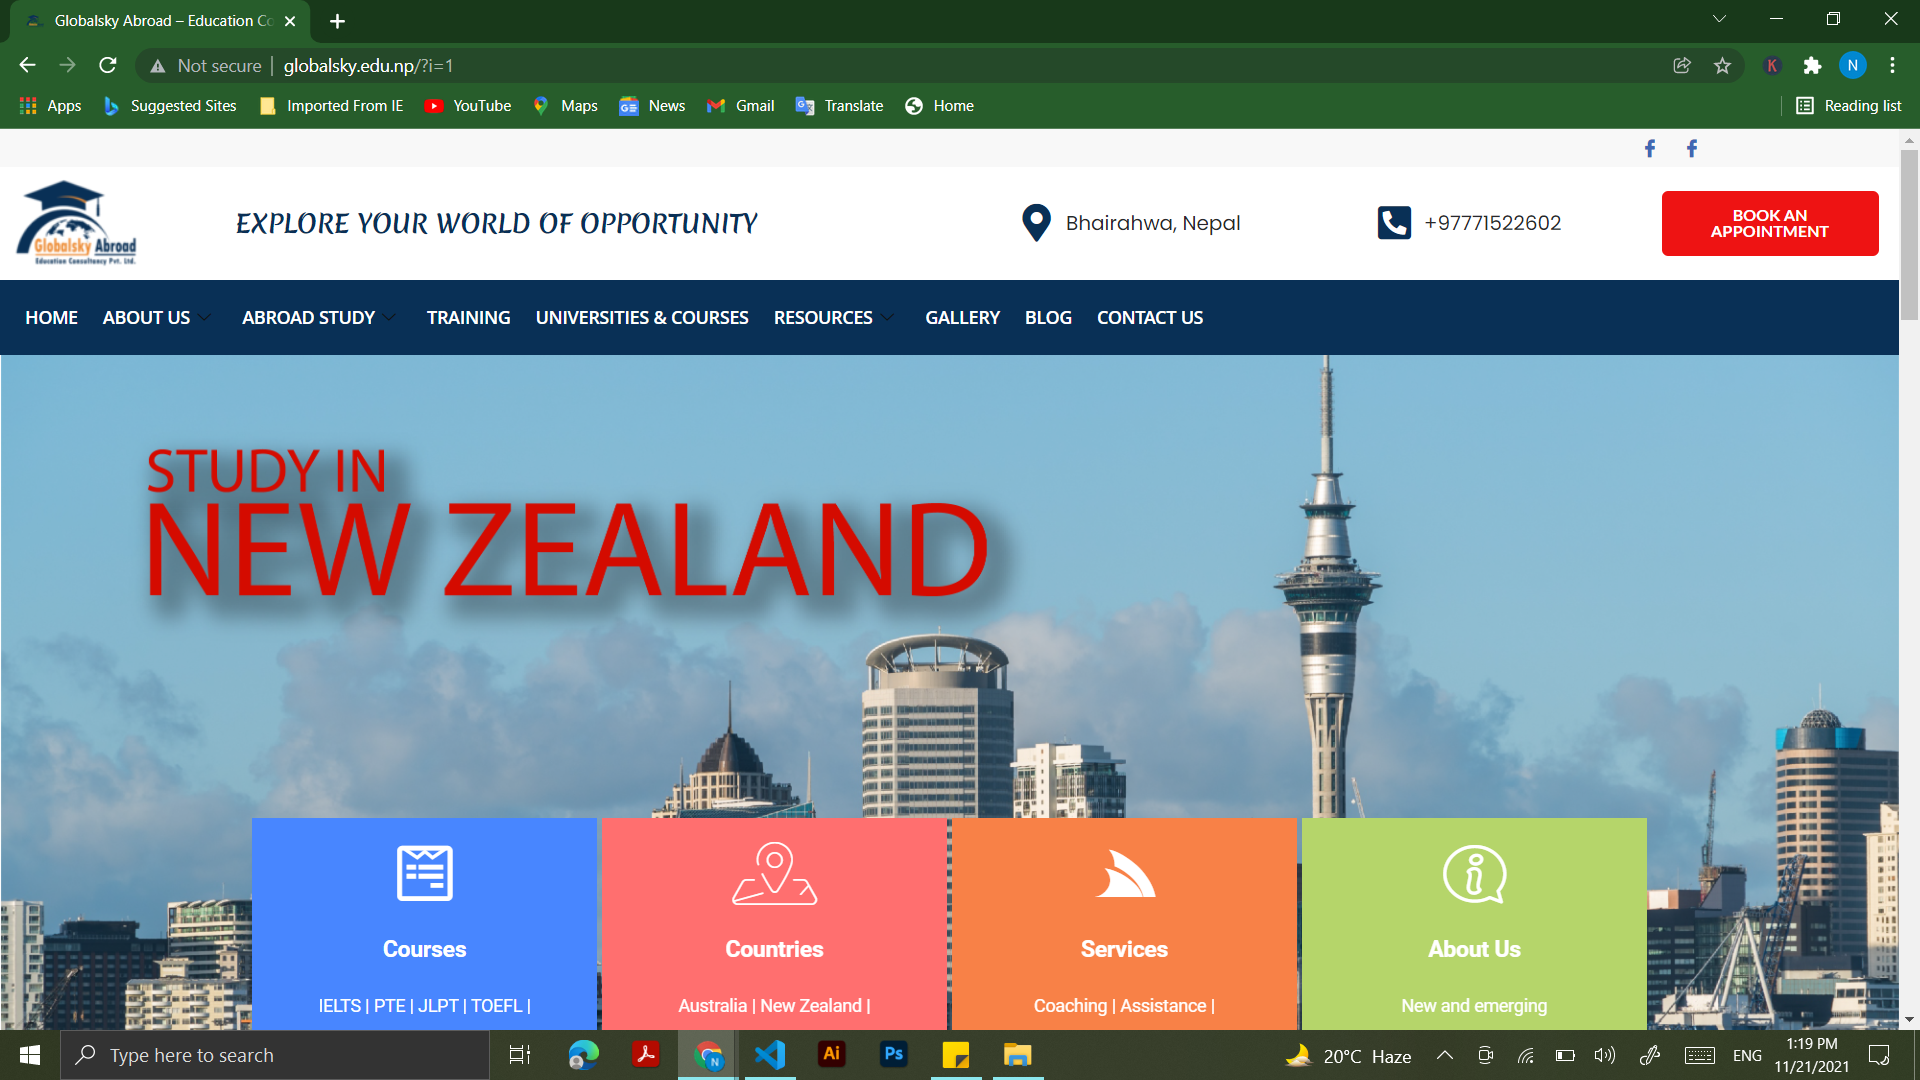 Globalsky Abroad – Education Co
Not secure | globalsky.edu.np/?i=1
K
N
Apps
Suggested Sites
Imported From IE
YouTube
Maps
News
Gmail
Translate
Home
Reading list
Globalsky Abroad
Education Consultancy Pvt. Ltd.
EXPLORE YOUR WORLD OF OPPORTUNITY
Bhairahwa, Nepal
+97771522602
BOOK AN
APPOINTMENT
HOME ABOUT US ABROAD STUDY TRAINING UNIVERSITIES & COURSES RESOURCES GALLERY BLOG CONTACT US
STUDY IN
NEW ZEALAND
Courses
IELTS | PTE | JLPT | TOEFL |
Countries
Australia | New Zealand |
Services
Coaching | Assistance |
About Us
New and emerging
Type here to search
N
Ai
Ps
20°C Haze
ENG
1:19 PM
11/21/2021